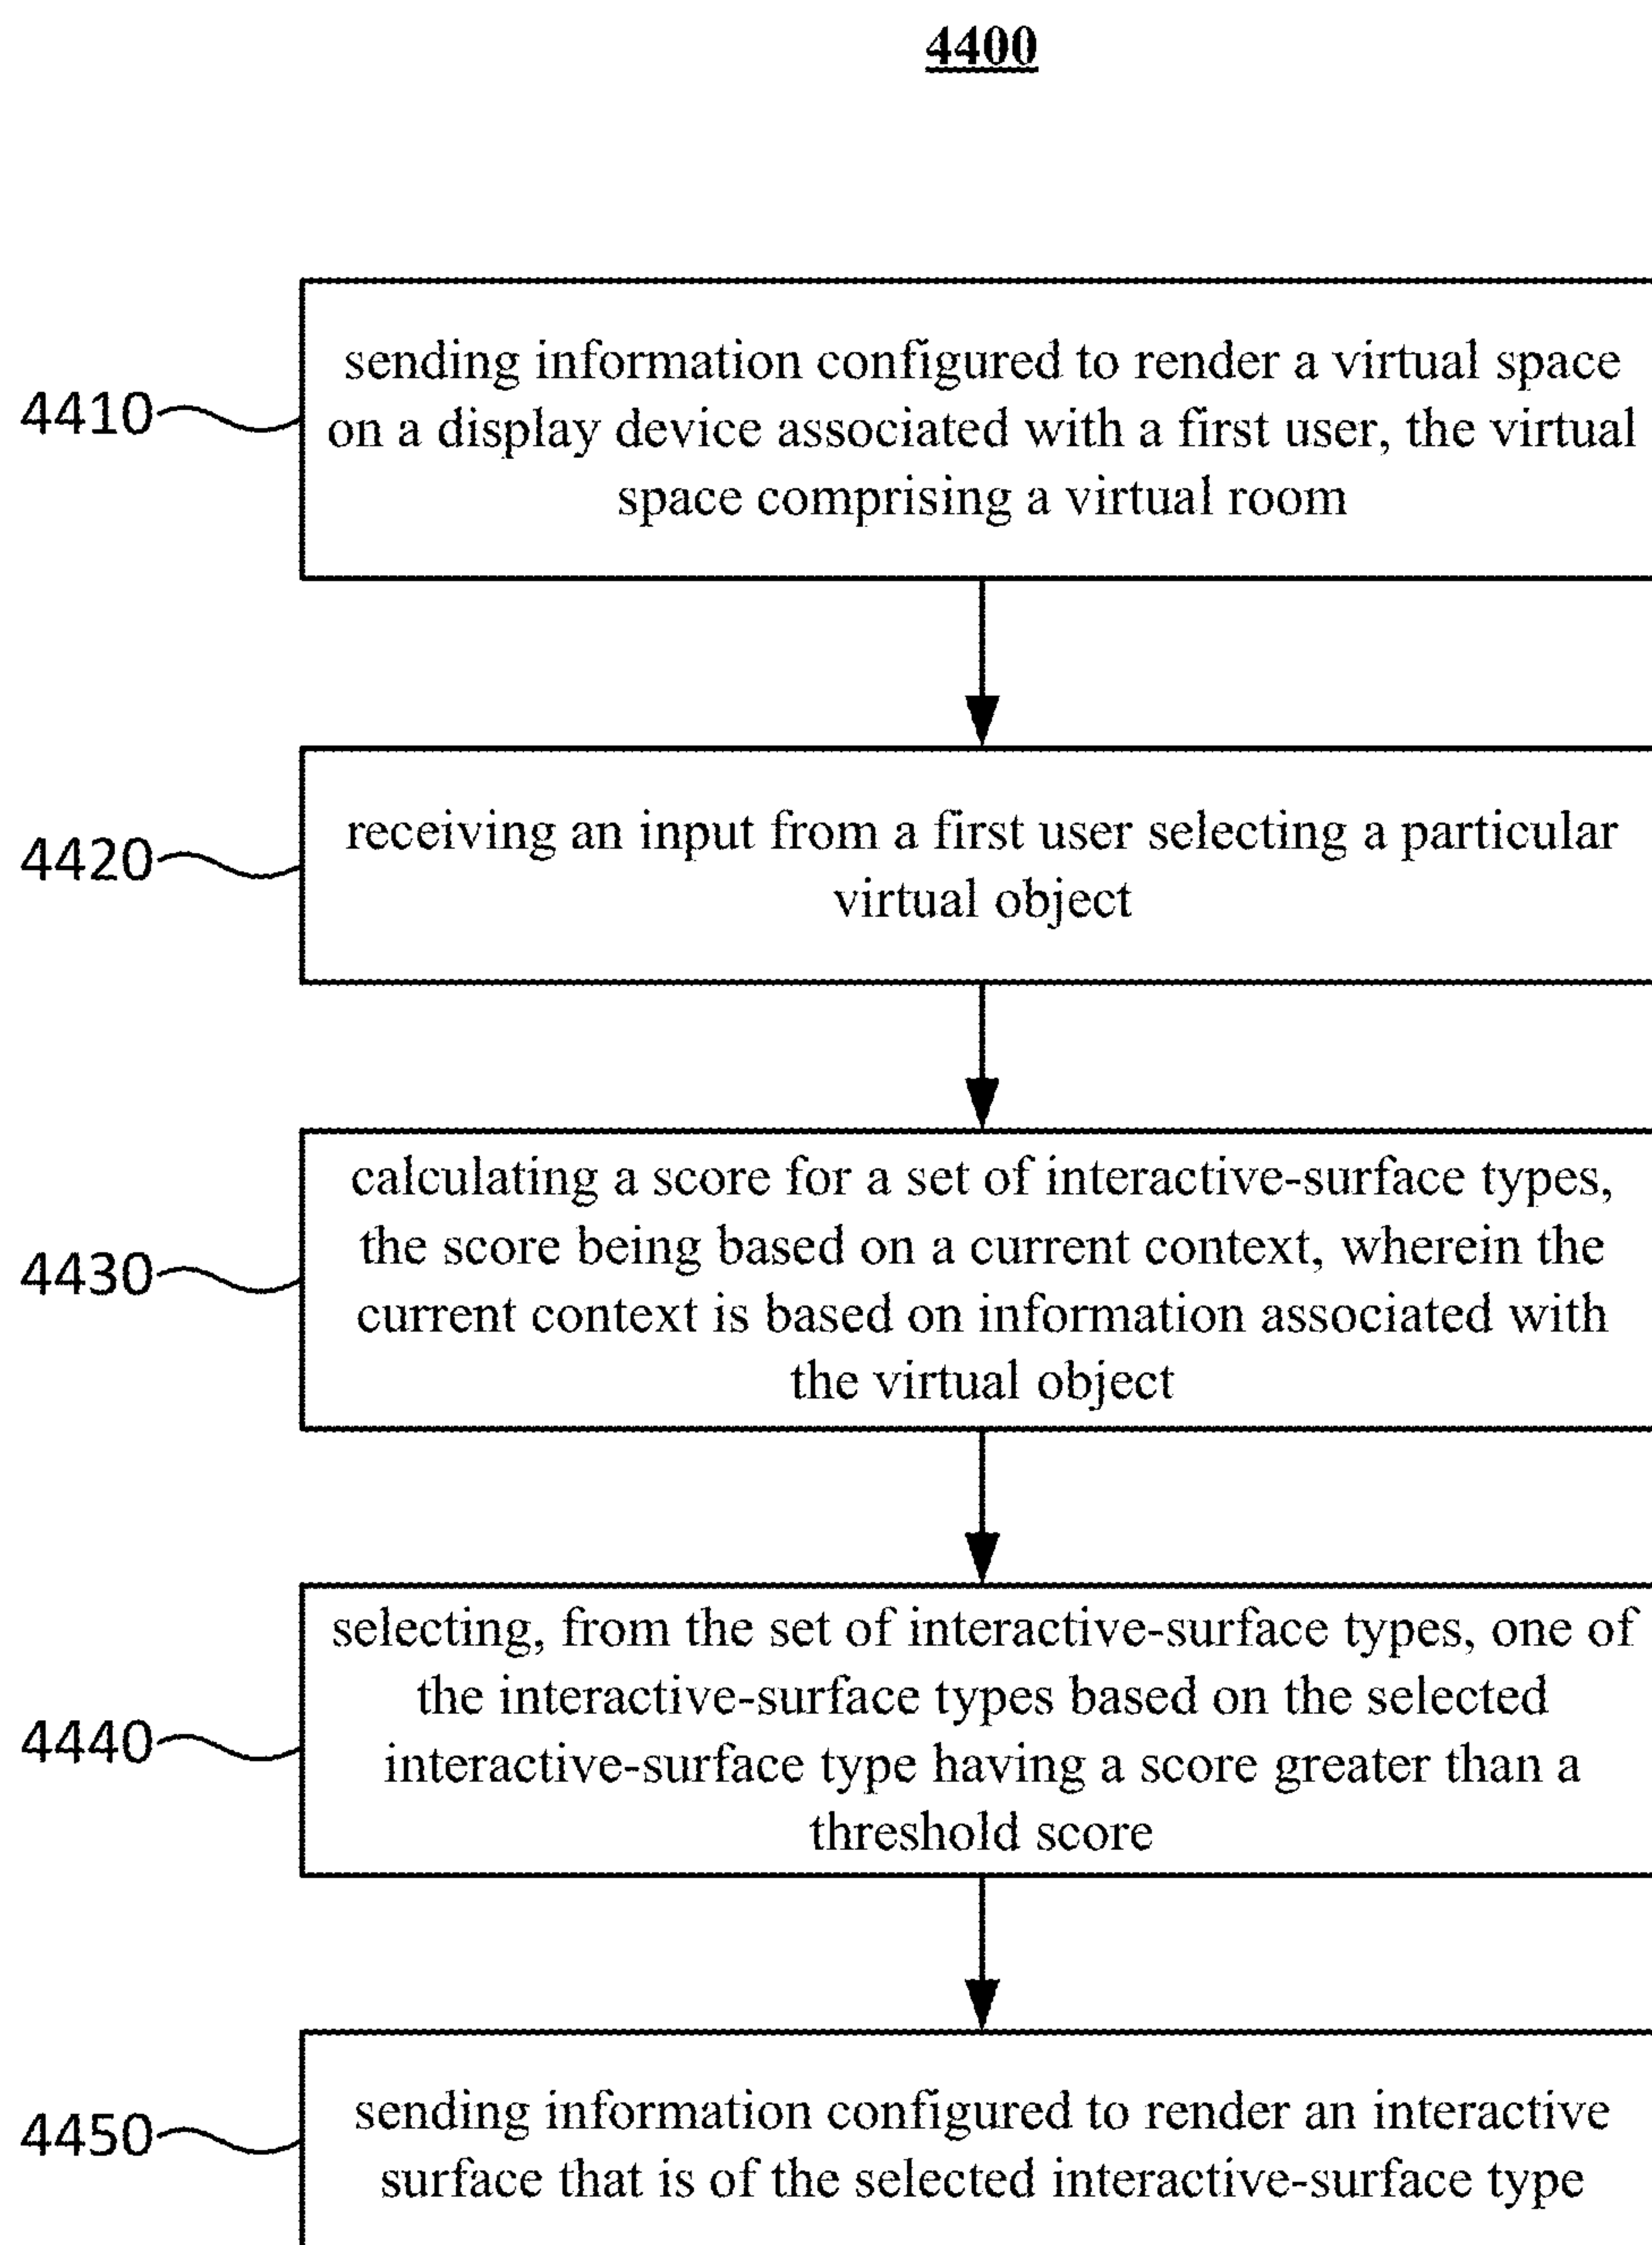 4400
4410
sending information configured to render a virtual space
on a display device associated with a first user, the virtual
space comprising a virtual room
4420
receiving an input from a first user selecting a particular
virtual object
4430
calculating a score for a set of interactive-surface types,
the score being based on a current context, wherein the
current context is based on information associated with
the virtual object
4440
selecting, from the set of interactive-surface types, one of
the interactive-surface types based on the selected
interactive-surface type having a score greater than a
threshold score
4450
sending information configured to render an interactive
surface that is of the selected interactive-surface type